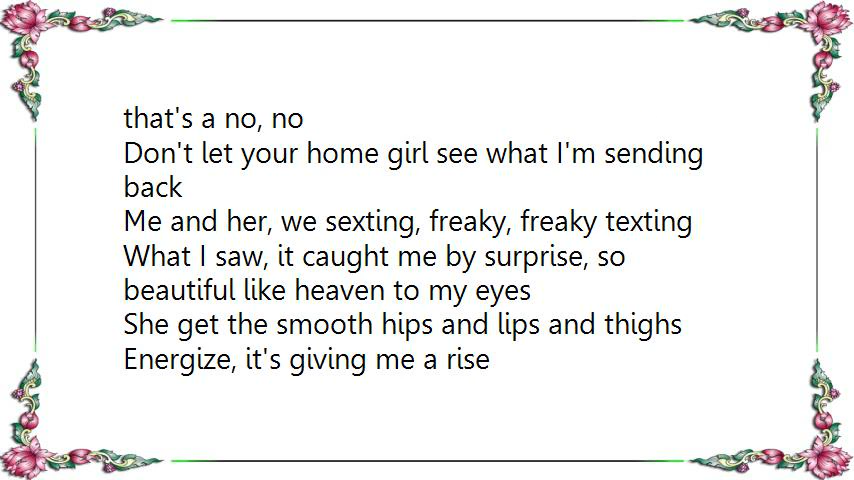 that's a no, no
Don't let your home girl see what I'm sending
back
Me and her, we sexting, freaky, freaky texting
What I saw, it caught me by surprise, so
beautiful like heaven to my eyes
She get the smooth hips and lips and thighs
Energize, it's giving me a rise